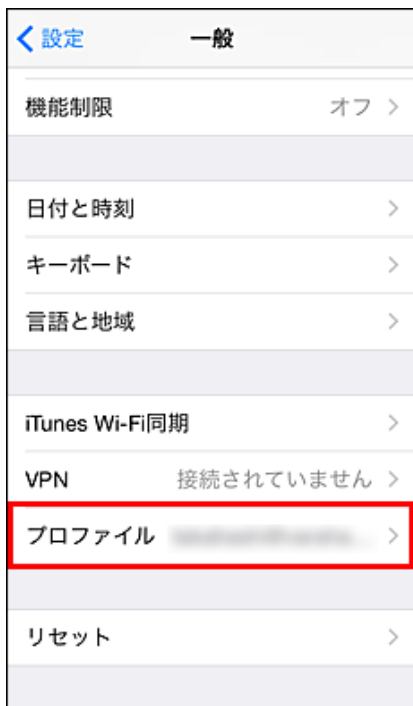 設定 一般
機能制限 オフ
日付と時刻
キーボード
言語と地域
iTunes Wi-Fi同期
VPN 接続されていません
プロファイル
リセット